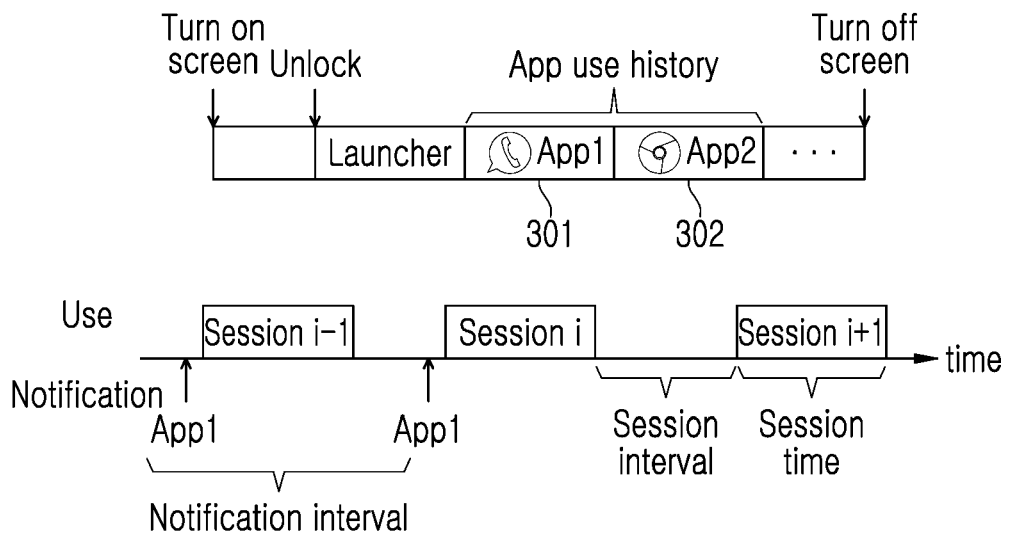 Turn on
screen
Unlock
App use history
Turn off
screen
Launcher
App1
App2
· · ·
301
302
Use
Session i-1
Session i
Session i+1
time
Notification
App1
App1
Session
interval
Session
time
Notification interval